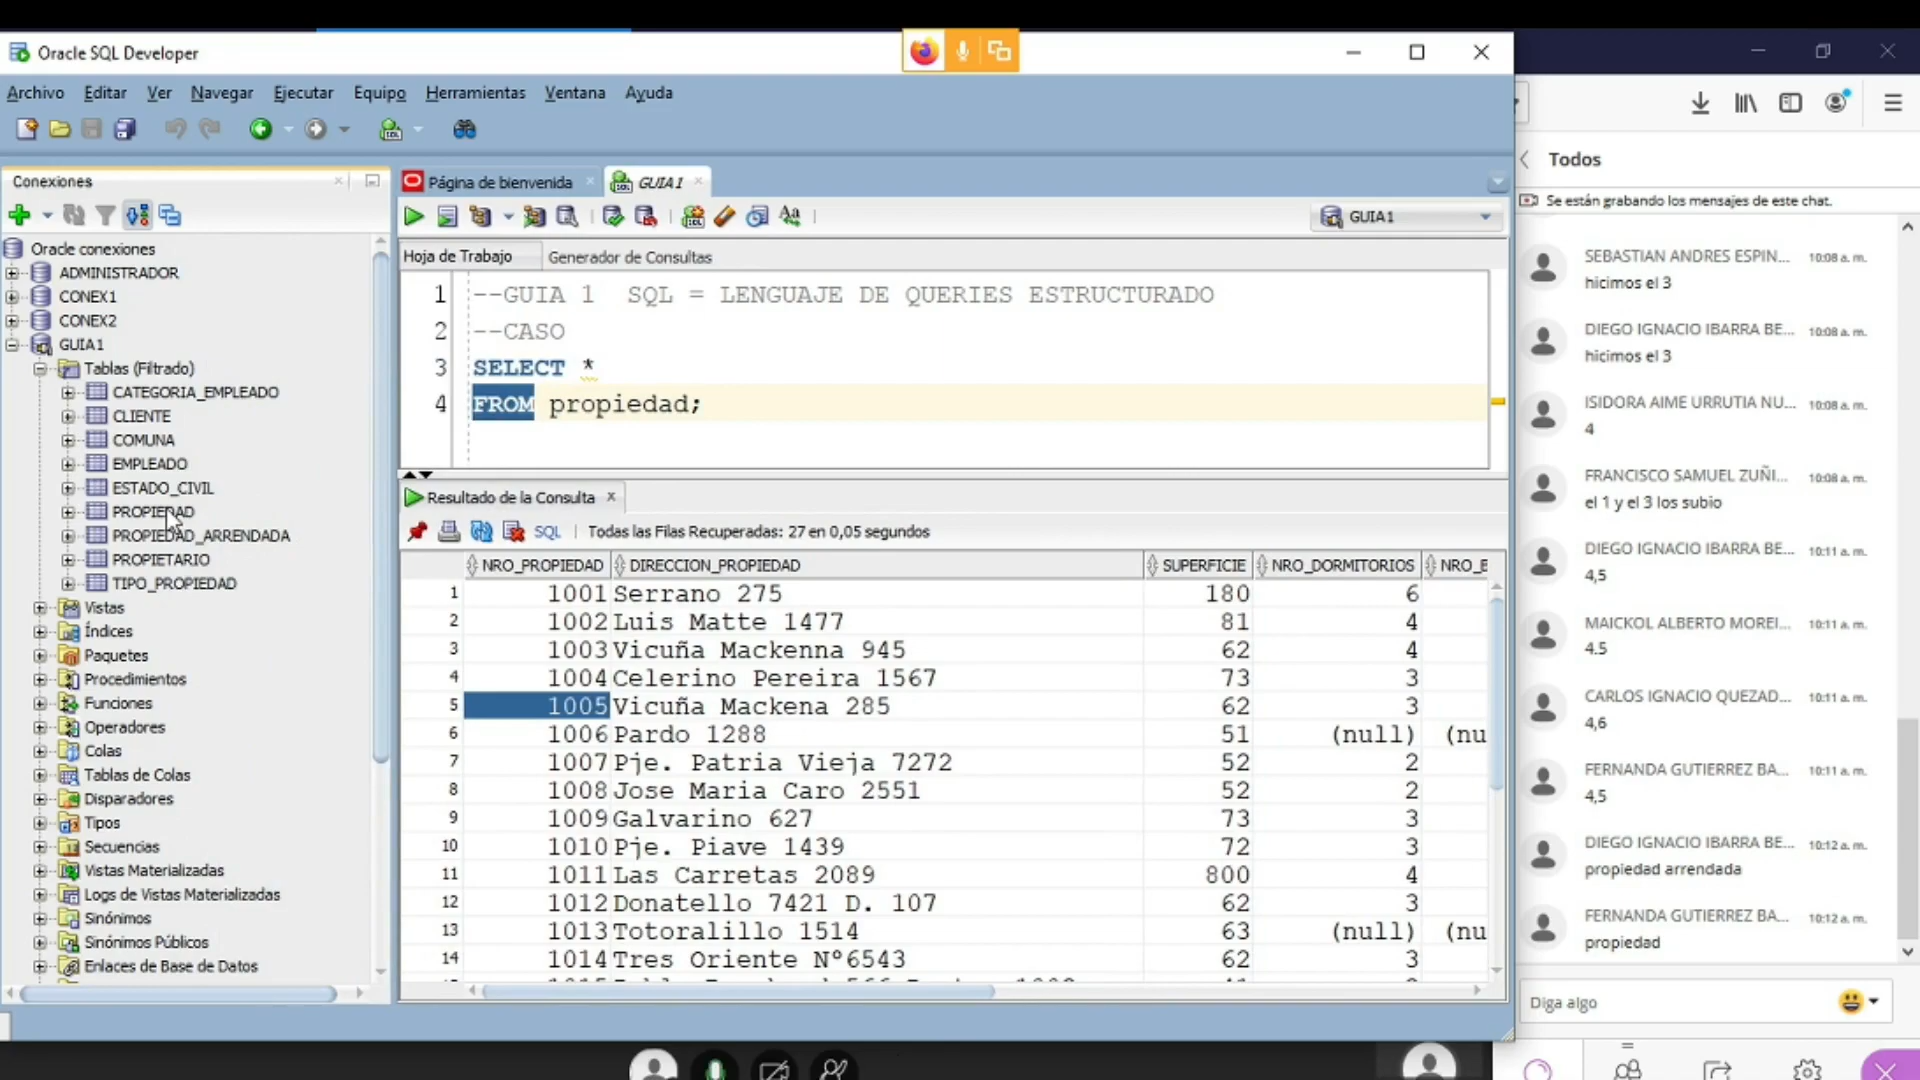 Oracle SQL Developer
Archivo Editar Ver Navegar Ejecutar Equipo Herramientas Ventana Ayuda
Conexiones
Oracle conexiones
ADMINISTRADOR
CONEX1
CONEX2
GUIA1
Tablas (Filtrado)
CATEGORIA_EMPLEADO
CLIENTE
COMUNA
EMPLEADO
ESTADO_CIVIL
PROPIEDAD
PROPIEDAD_ARRENDADA
PROPIETARIO
TIPO_PROPIEDAD
Vistas
Índices
Paquetes
Procedimientos
Funciones
Operadores
Colas
Tablas de Colas
Disparadores
Tipos
Secuencias
Vistas Materializadas
Logs de Vistas Materializadas
Sinónimos
Sinónimos Públicos
Enlaces de Base de Datos
Página de bienvenida
GUIA1
GUIA1
Hoja de Trabajo Generador de Consultas
1 --GUIA 1  SQL = LENGUAJE DE QUERIES ESTRUCTURADO
2 --CASO
3 SELECT *
4 FROM propiedad;
Resultado de la Consulta
SQL Todas las Filas Recuperadas: 27 en 0,05 segundos
NRO_PROPIEDAD DIRECCION_PROPIEDAD SUPERFICIE NRO_DORMITORIOS NRO_B
1 1001 Serrano 275 180 6
2 1002 Luis Matte 1477 81 4
3 1003 Vicuña Mackenna 945 62 4
4 1004 Celerino Pereira 1567 73 3
5 1005 Vicuña Mackena 285 62 3
6 1006 Pardo 1288 51 (null) (nu
7 1007 Pje. Patria Vieja 7272 52 2
8 1008 Jose Maria Caro 2551 52 2
9 1009 Galvarino 627 73 3
10 1010 Pje. Piave 1439 72 3
11 1011 Las Carretas 2089 800 4
12 1012 Donatello 7421 D. 107 62 3
13 1013 Totoralillo 1514 63 (null) (nu
14 1014 Tres Oriente N°6543 62 3
Todos
Se están grabando los mensajes de este chat.
SEBASTIAN ANDRES ESPIN... 10:08 a. m.
hicimos el 3
DIEGO IGNACIO IBARRA BE... 10:08 a. m.
hicimos el 3
ISIDORA AIME URRUTIA NU... 10:08 a. m.
4
FRANCISCO SAMUEL ZUÑI... 10:08 a. m.
el 1 y el 3 los subio
DIEGO IGNACIO IBARRA BE... 10:11 a. m.
4,5
MAICKOL ALBERTO MOREI... 10:11 a. m.
4.5
CARLOS IGNACIO QUEZAD... 10:11 a. m.
4,6
FERNANDA GUTIERREZ BA... 10:11 a. m.
4,5
DIEGO IGNACIO IBARRA BE... 10:12 a. m.
propiedad arrendada
FERNANDA GUTIERREZ BA... 10:12 a. m.
propiedad
Diga algo